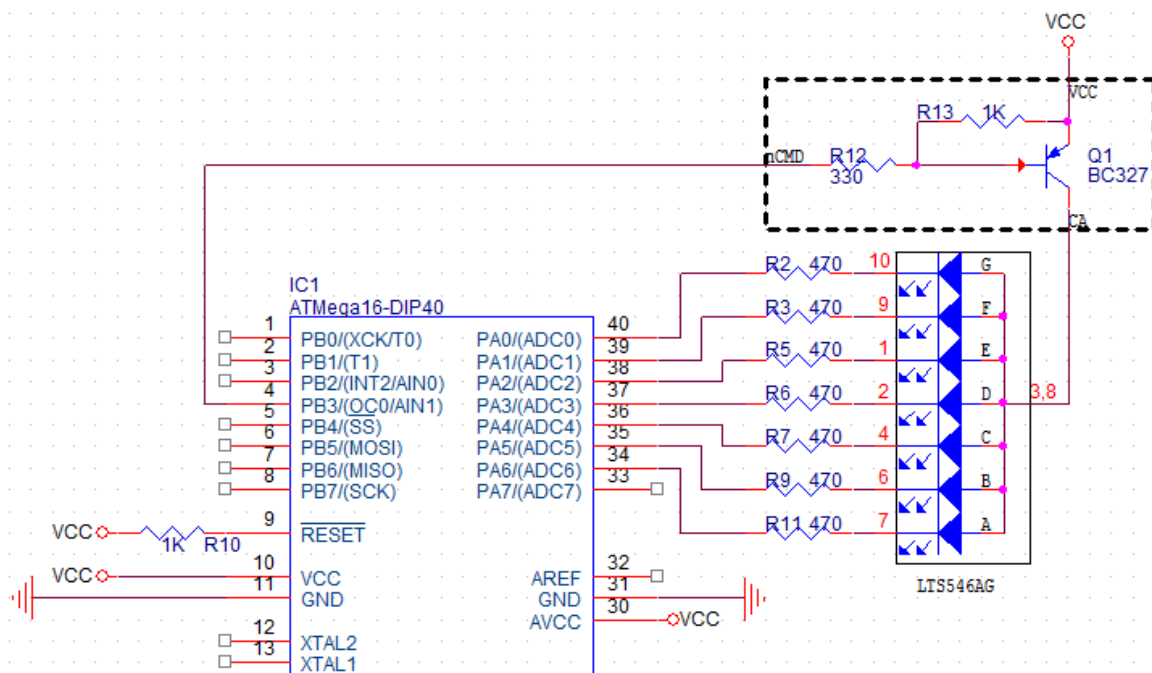 VCC
VCC
R13 1K
nCMD
R12
330
Q1
BC327
CA
R2 470 10 G
R3 470 9 F
R5 470 1 E
R6 470 2 D 3,8
R7 470 4 C
R9 470 6 B
R11 470 7 A
LTS546AG
IC1
ATMega16-DIP40
1 PB0/(XCK/T0) PA0/(ADC0) 40
2 PB1/(T1) PA1/(ADC1) 39
3 PB2/(INT2/AIN0) PA2/(ADC2) 38
4 PB3/(OC0/AIN1) PA3/(ADC3) 37
5 PB4/(SS) PA4/(ADC4) 36
6 PB5/(MOSI) PA5/(ADC5) 35
7 PB6/(MISO) PA6/(ADC6) 34
8 PB7/(SCK) PA7/(ADC7) 33
VCC 1K R10 9 RESET
VCC 10 VCC AREF 32
11 GND GND 31
AVCC 30 VCC
12 XTAL2
13 XTAL1